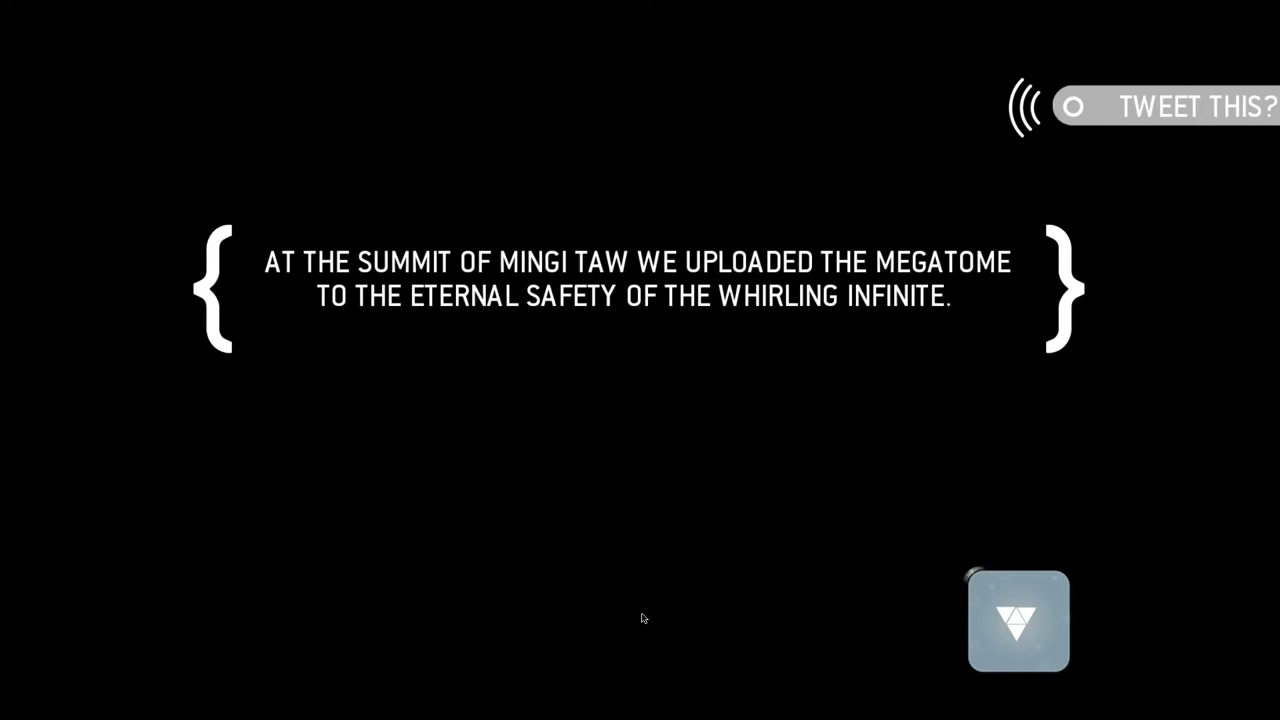 TWEET THIS?
AT THE SUMMIT OF MINGI TAW WE UPLOADED THE MEGATOME
TO THE ETERNAL SAFETY OF THE WHIRLING INFINITE.